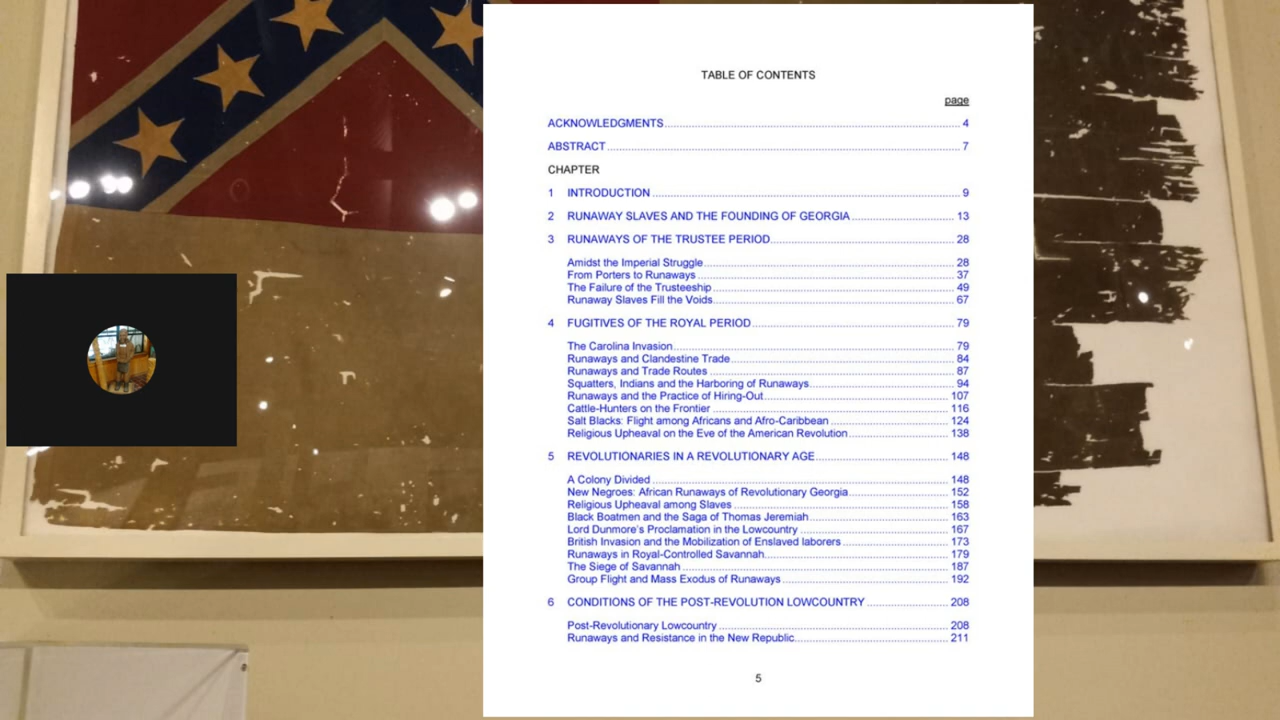 TABLE OF CONTENTS
page
ACKNOWLEDGMENTS........................................ 4
ABSTRACT........................................ 7
CHAPTER
1 INTRODUCTION........................................ 9
2 RUNAWAY SLAVES AND THE FOUNDING OF GEORGIA........................................ 13
3 RUNAWAYS OF THE TRUSTEE PERIOD........................................ 28
Amidst the Imperial Struggle........................................ 28
From Porters to Runaways........................................ 37
The Failure of the Trusteeship........................................ 49
Runaway Slaves Fill the Voids........................................ 67
4 FUGITIVES OF THE ROYAL PERIOD........................................ 79
The Carolina Invasion........................................ 79
Runaways and Clandestine Trade........................................ 84
Runaways and Trade Routes........................................ 87
Squatters, Indians and the Harboring of Runaways........................................ 94
Runaways and the Practice of Hiring-Out........................................ 107
Cattle-Hunters on the Frontier........................................ 116
Salt Blacks: Flight among Africans and Afro-Caribbean........................................ 124
Religious Upheaval on the Eve of the American Revolution........................................ 138
5 REVOLUTIONARIES IN A REVOLUTIONARY AGE........................................ 148
A Colony Divided........................................ 148
New Negroes: African Runaways of Revolutionary Georgia........................................ 152
Religious Upheaval among Slaves........................................ 158
Black Boatmen and the Saga of Thomas Jeremiah........................................ 163
Lord Dunmore's Proclamation in the Lowcountry........................................ 167
British Invasion and the Mobilization of Enslaved laborers........................................ 173
Runaways in Royal-Controlled Savannah........................................ 179
The Siege of Savannah........................................ 187
Group Flight and Mass Exodus of Runaways........................................ 192
6 CONDITIONS OF THE POST-REVOLUTION LOWCOUNTRY........................................ 208
Post-Revolutionary Lowcountry........................................ 208
Runaways and Resistance in the New Republic........................................ 211
5